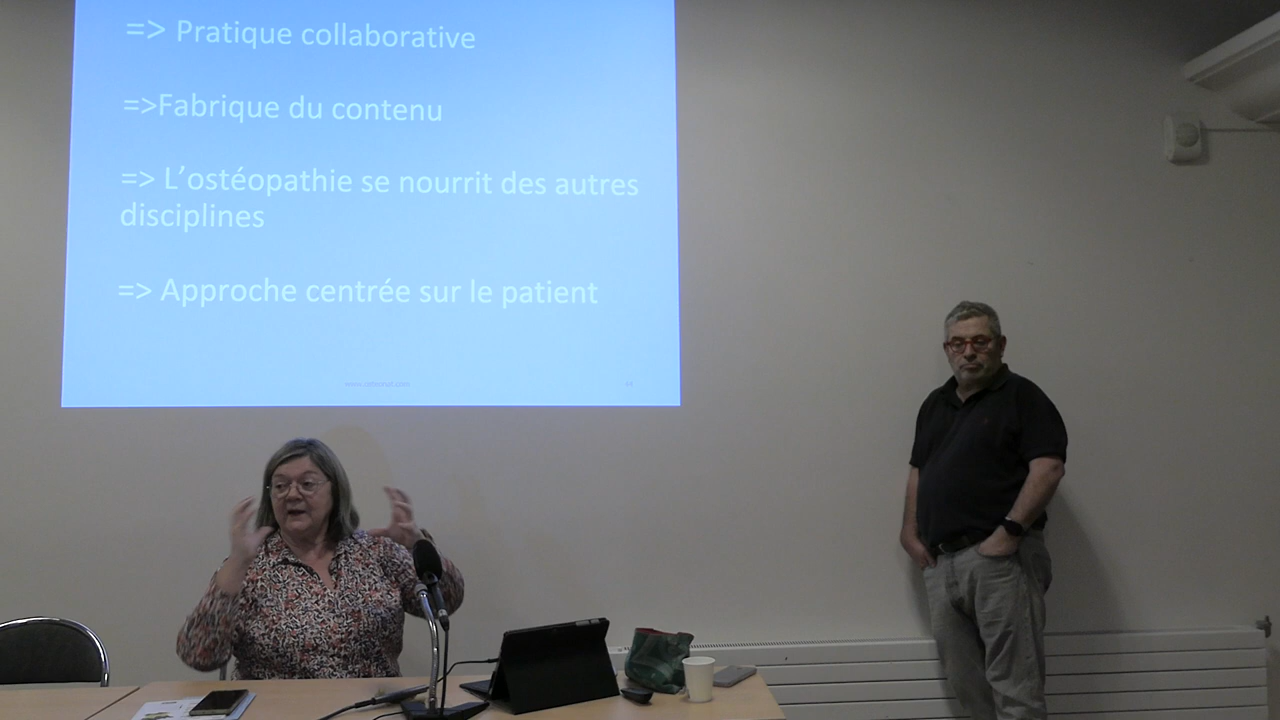 => Pratique collaborative
=>Fabrique du contenu
=> L’ostéopathie se nourrit des autres
disciplines
=> Approche centrée sur le patient